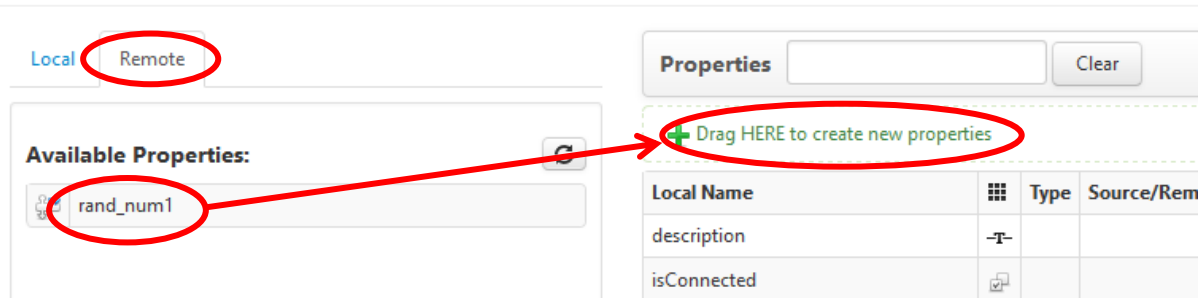 Local
Remote
Available Properties:
rand_num1
Properties
Clear
Drag HERE to create new properties
Local Name Type Source/Rem
description -T-
isConnected